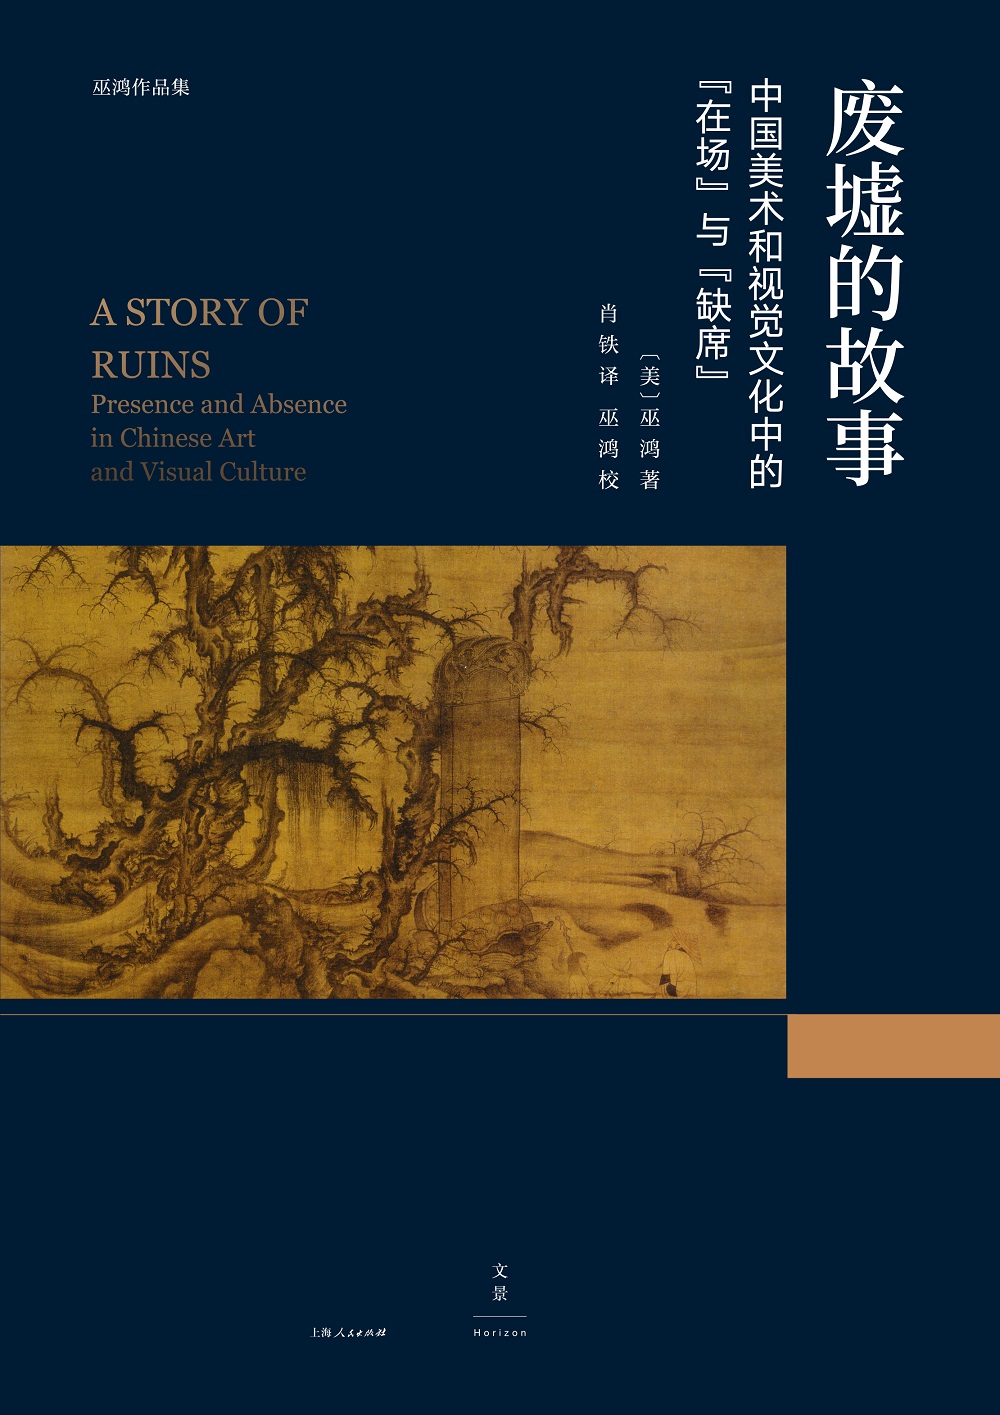 巫鸿作品集
废墟的故事
中国美术和视觉文化中的
『在场』与『缺席』
〔美〕巫鸿 著
肖铁 译 巫鸿 校
A STORY OF
RUINS
Presence and Absence
in Chinese Art
and Visual Culture
文景
Horizon
上海人民出版社